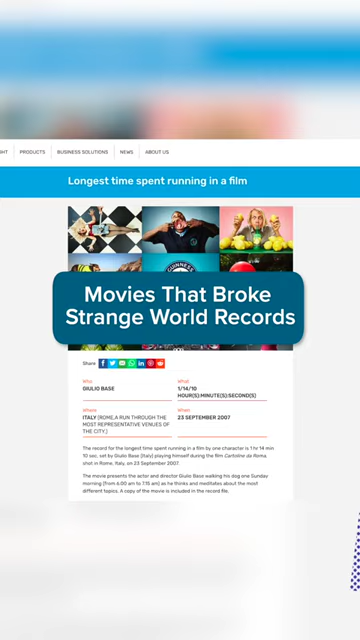 PRODUCTS
BUSINESS SOLUTIONS
NEWS
ABOUT US
Longest time spent running in a film
GUINNESS
Movies That Broke
Strange World Records
Share
Who
GIULIO BASE
What
1/14/10
HOUR(S):MINUTE(S):SECOND(S)
Where
ITALY (ROME,A RUN THROUGH THE
MOST REPRESENTATIVE VENUES OF
THE CITY,)
When
23 SEPTEMBER 2007
The record for the longest time spent running in a film by one character is 1 hr 14 min
10 sec, set by Giulio Base (Italy) playing himself during the film Cartoline da Roma,
shot in Rome, Italy, on 23 September 2007.
The movie presents the actor and director Giulio Base walking his dog one Sunday
morning (from 6.00 am to 7.15 am) as he thinks and meditates about the most
different topics. A copy of the movie is included in the record file.